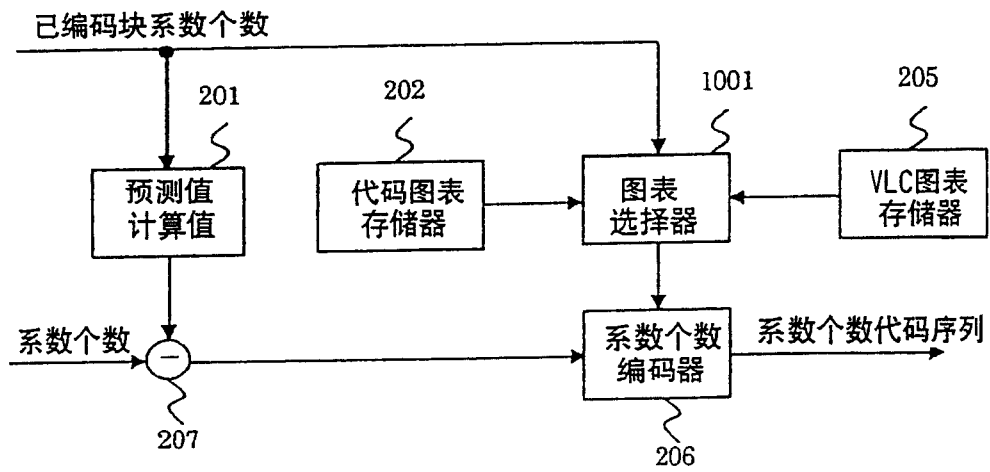 已编码块系数个数
201
202
1001
205
预测值
计算值
代码图表
存储器
图表
选择器
VLC图表
存储器
系数个数
−
系数个数
编码器
系数个数代码序列
207
206